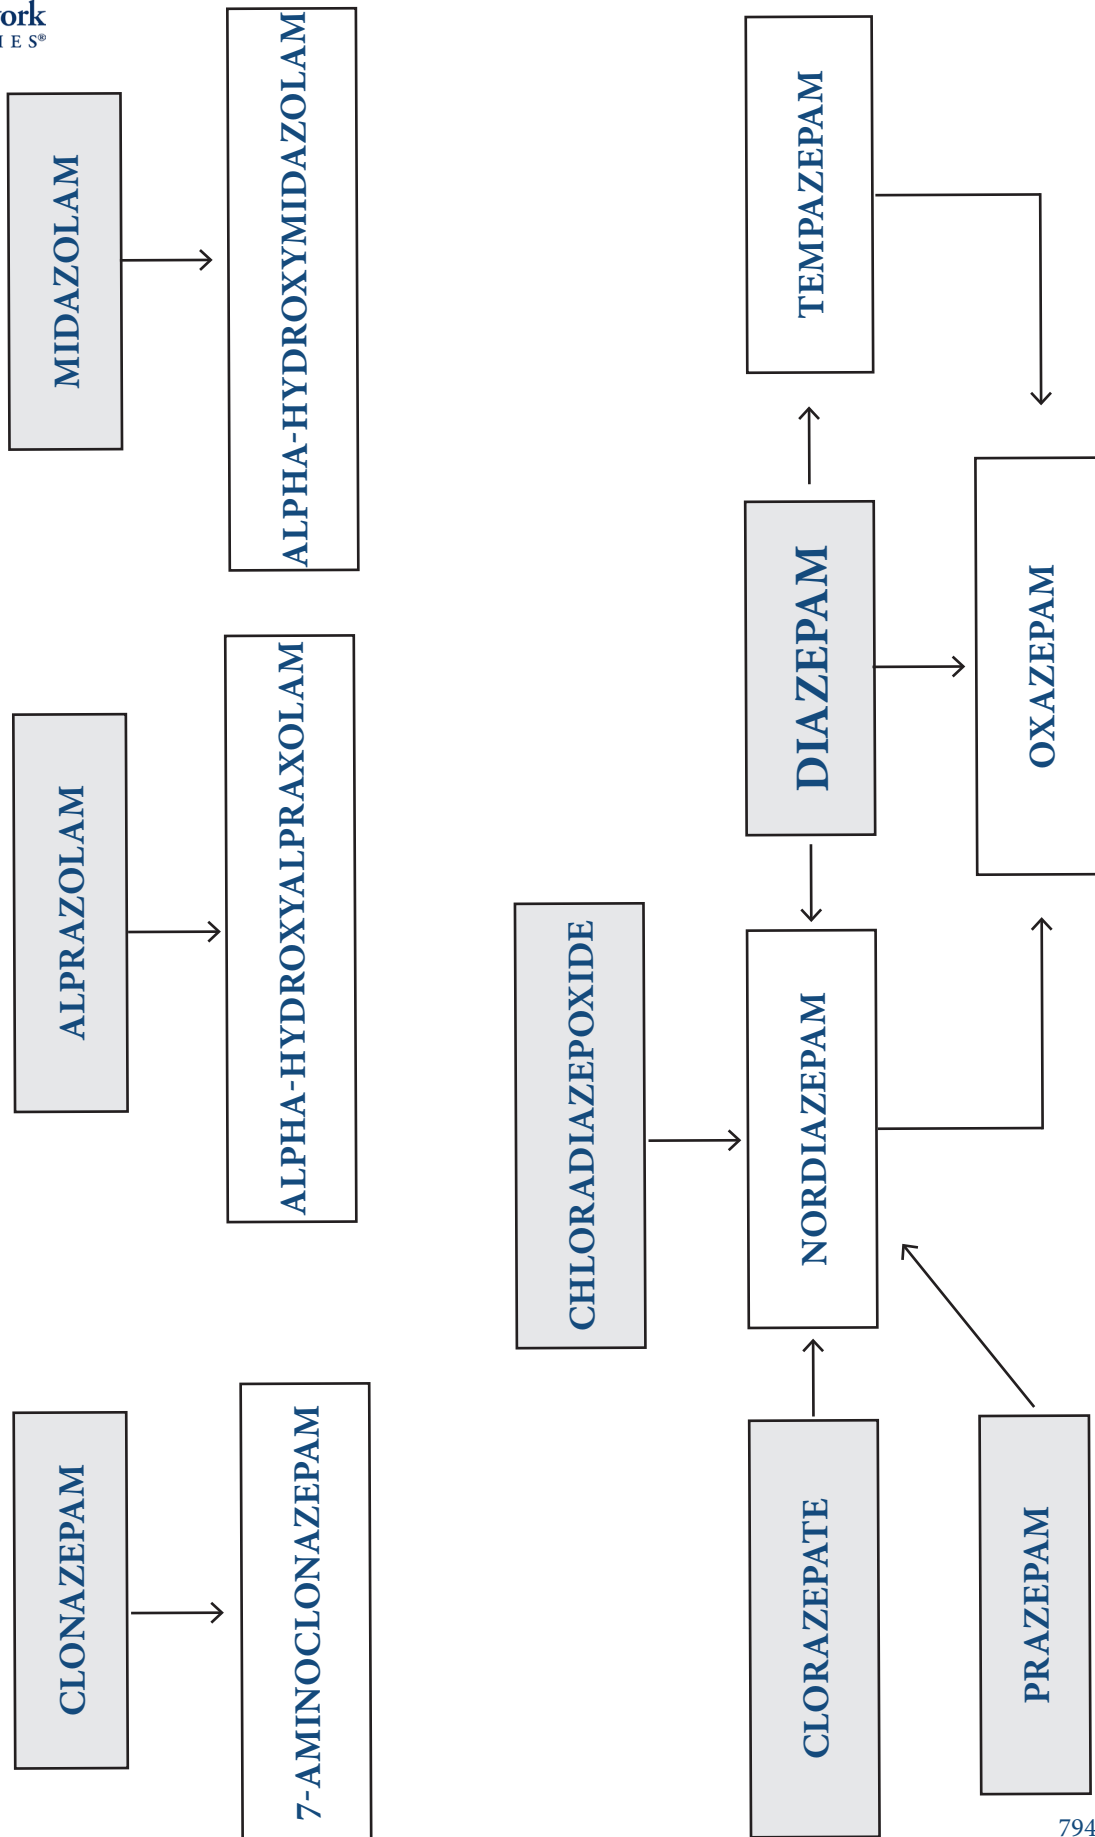 ork
I E S®
CLONAZEPAM
ALPRAZOLAM
MIDAZOLAM
7-AMINOCLONAZEPAM
ALPHA-HYDROXYALPRAXOLAM
ALPHA-HYDROXYMIDAZOLAM
CHLORADIAZEPOXIDE
CLORAZEPATE
NORDIAZEPAM
DIAZEPAM
TEMPAZEPAM
PRAZEPAM
OXAZEPAM
794